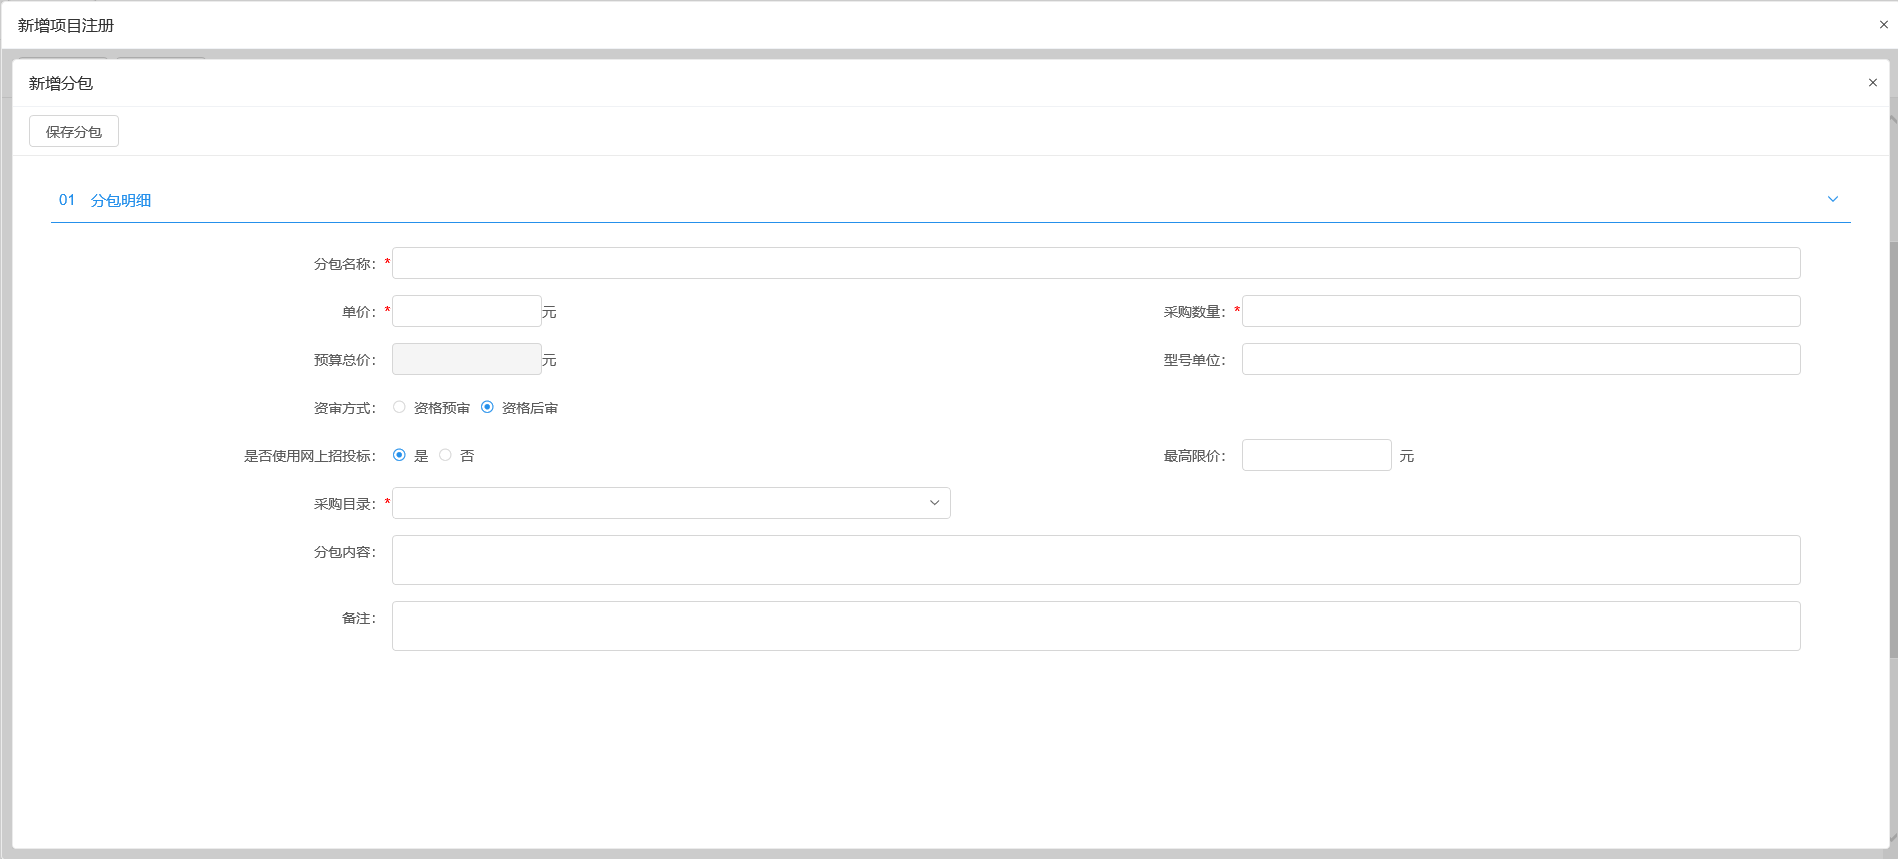 新增项目注册
新增分包
保存分包
01 分包明细
分包名称：*
单价：* 元 采购数量：*
预算总价： 元 型号单位：
资审方式： 资格预审 资格后审
是否使用网上招投标： 是 否 最高限价： 元
采购目录：*
分包内容：
备注：